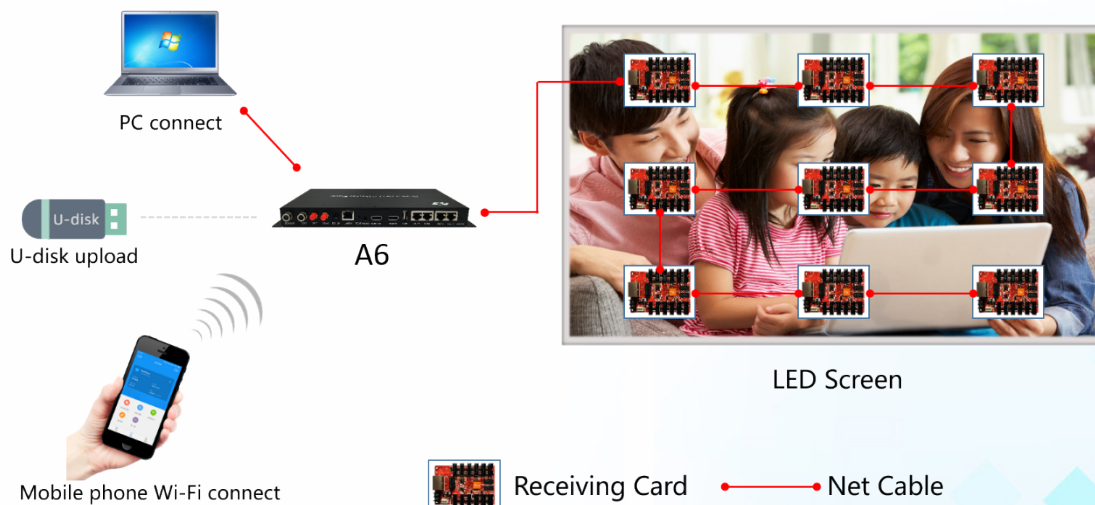 PC connect
U-disk
U-disk upload
A6
Mobile phone Wi-Fi connect
LED Screen
Receiving Card
Net Cable